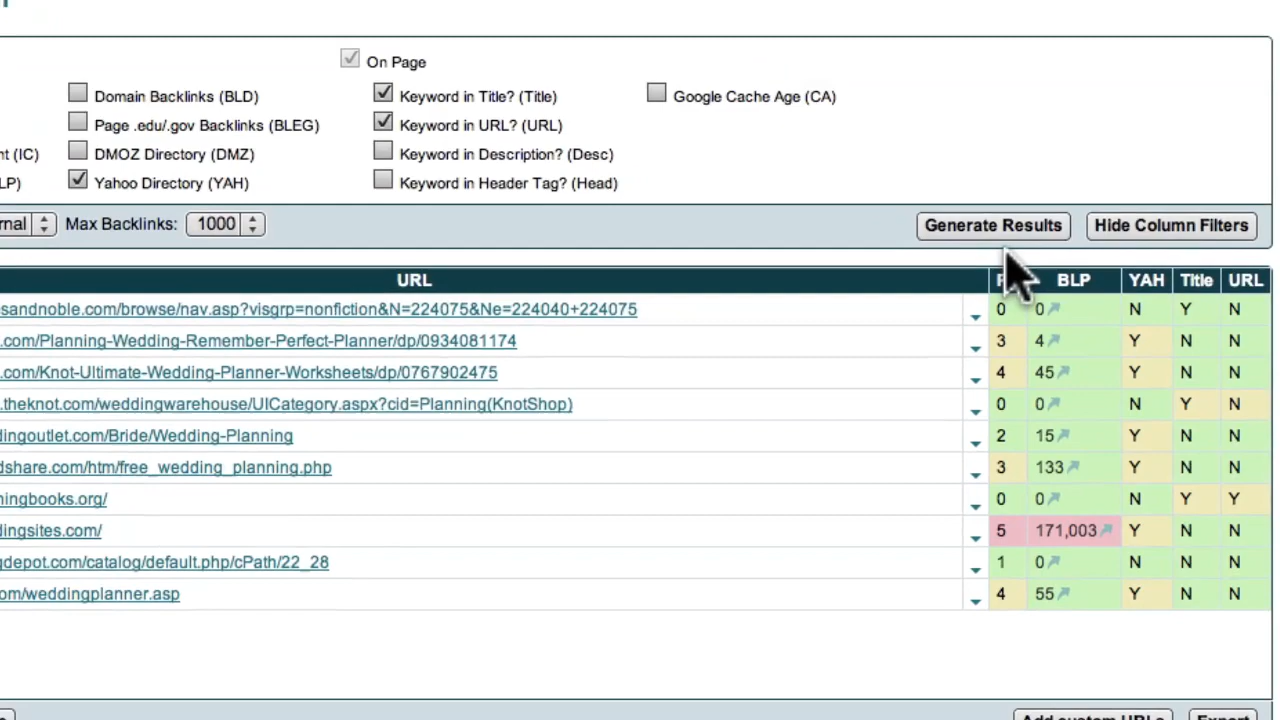 On Page
Domain Backlinks (BLD) Keyword in Title? (Title) Google Cache Age (CA)
Page .edu/.gov Backlinks (BLEG) Keyword in URL? (URL)
nt (IC) DMOZ Directory (DMZ) Keyword in Description? (Desc)
LP) Yahoo Directory (YAH) Keyword in Header Tag? (Head)
rnal Max Backlinks: 1000 Generate Results Hide Column Filters
URL BLP YAH Title URL
sandnoble.com/browse/nav.asp?visgrp=nonfiction&N=224075&Ne=224040+224075 0 0 N Y N
.com/Planning-Wedding-Remember-Perfect-Planner/dp/0934081174 3 4 Y N N
.com/Knot-Ultimate-Wedding-Planner-Worksheets/dp/0767902475 4 45 Y N N
.theknot.com/weddingwarehouse/UICategory.aspx?cid=Planning(KnotShop) 0 0 N Y N
dingoutlet.com/Bride/Wedding-Planning 2 15 Y N N
dshare.com/htm/free_wedding_planning.php 3 133 Y N N
ningbooks.org/ 0 0 N Y Y
dingsites.com/ 5 171,003 Y N N
gdepot.com/catalog/default.php/cPath/22_28 1 0 N N N
om/weddingplanner.asp 4 55 Y N N
Add custom URLs Export